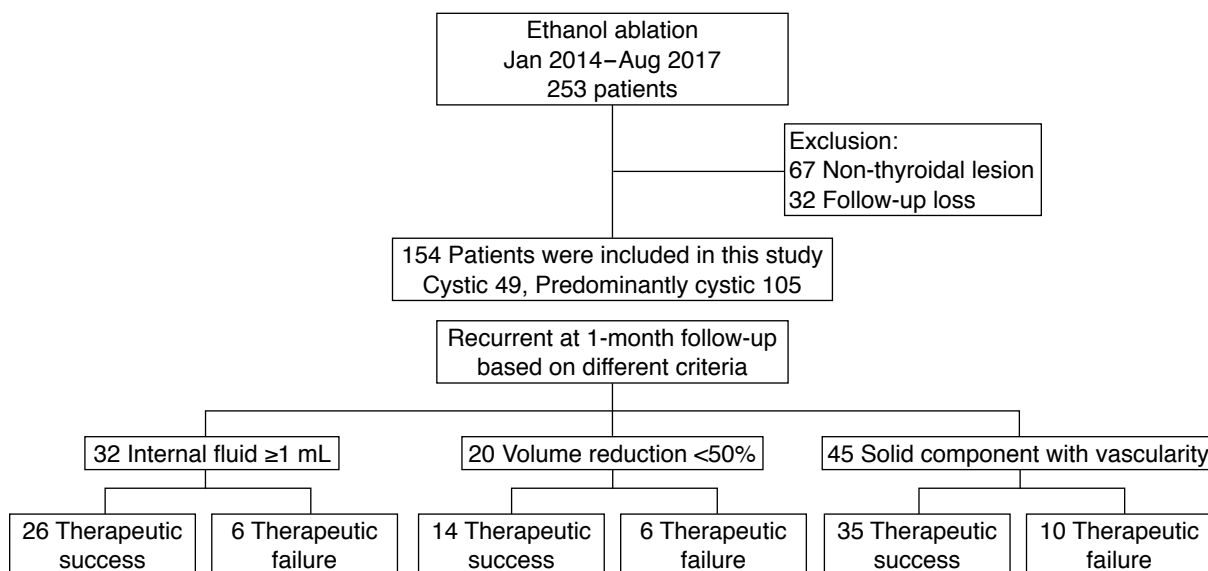 Ethanol ablation
Jan 2014–Aug 2017
253 patients
Exclusion:
67 Non-thyroidal lesion
32 Follow-up loss
154 Patients were included in this study
Cystic 49, Predominantly cystic 105
Recurrent at 1-month follow-up
based on different criteria
32 Internal fluid ≥1 mL
20 Volume reduction <50%
45 Solid component with vascularity
26 Therapeutic
success
6 Therapeutic
failure
14 Therapeutic
success
6 Therapeutic
failure
35 Therapeutic
success
10 Therapeutic
failure